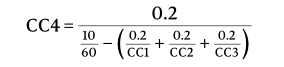 CC4 = 0.2 / (10/60 − (0.2/CC1 + 0.2/CC2 + 0.2/CC3))